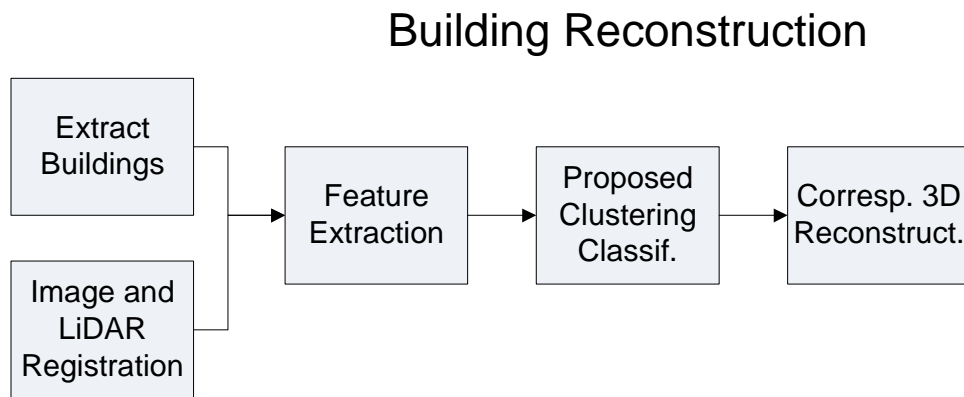 Building Reconstruction
Extract
Buildings
Image and
LiDAR
Registration
Feature
Extraction
Proposed
Clustering
Classif.
Corresp. 3D
Reconstruct.